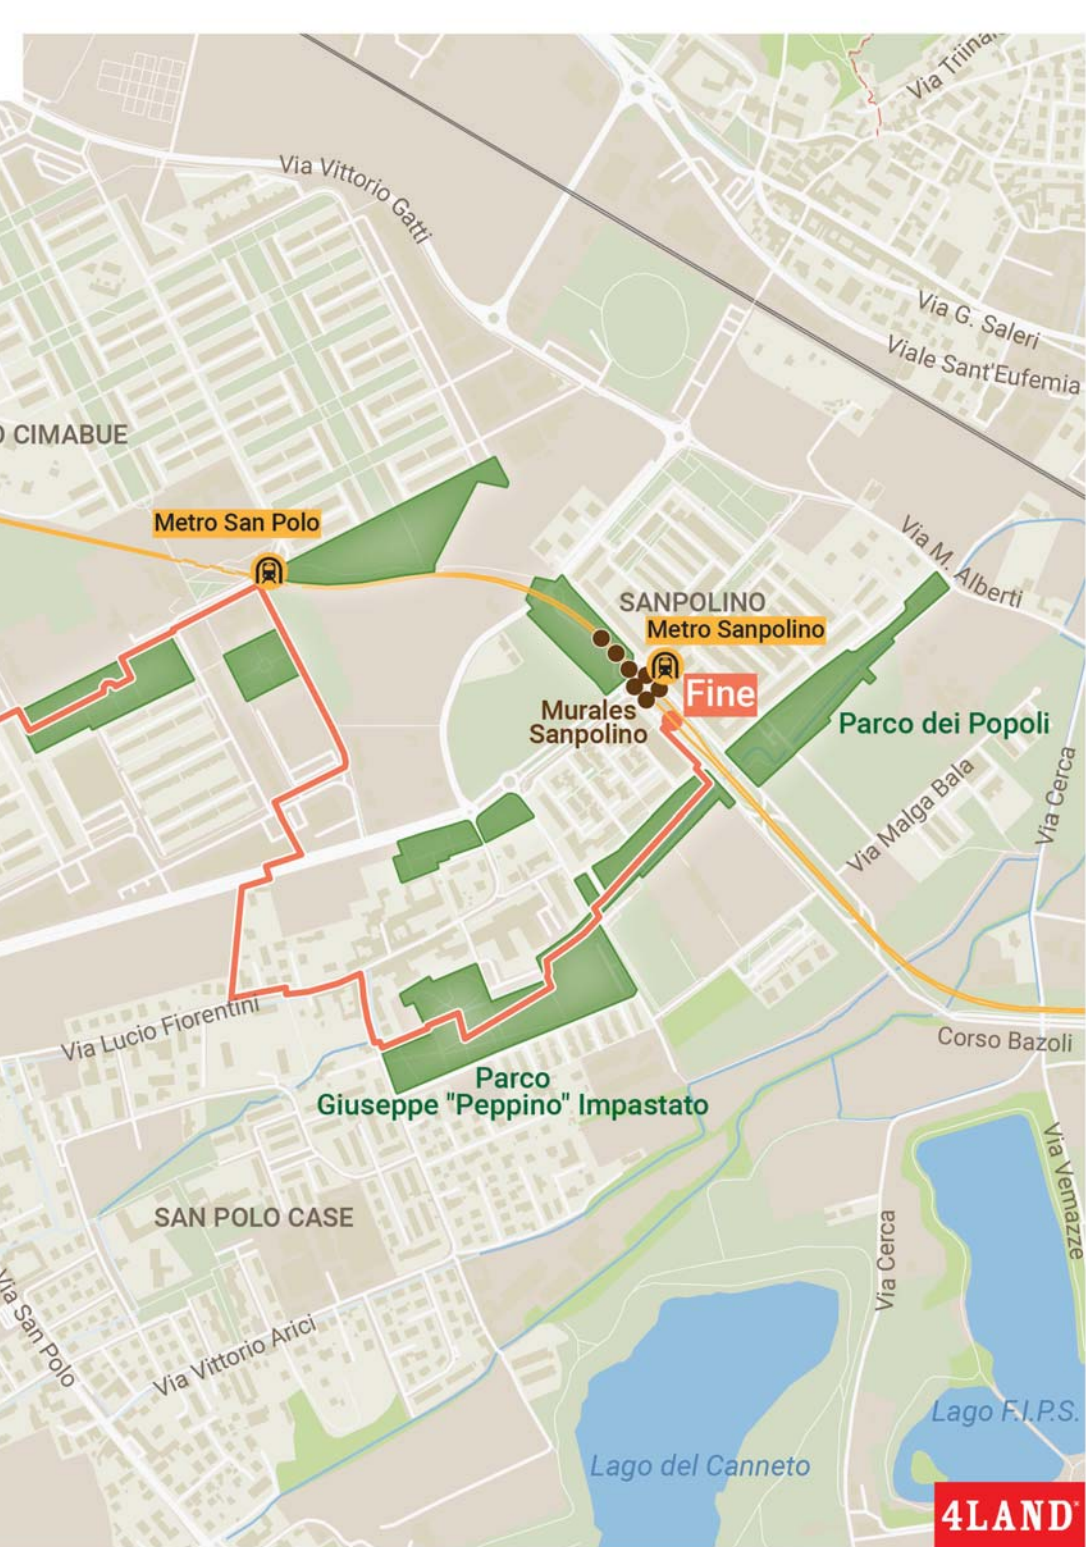 Via Vittorio Gatti
Via G. Saleri
Viale Sant'Eufemia
CIMABUE
Metro San Polo
Via M. Alberti
SANPOLINO
Metro Sanpolino
Fine
Murales
Sanpolino
Parco dei Popoli
Via Malga Bala
Via Cerca
Via Lucio Fiorentini
Corso Bazoli
Parco
Giuseppe "Peppino" Impastato
Via Vernazze
SAN POLO CASE
Via Cerca
Via San Polo
Via Vittorio Arici
Lago F.I.P.S.
Lago del Canneto
4LAND